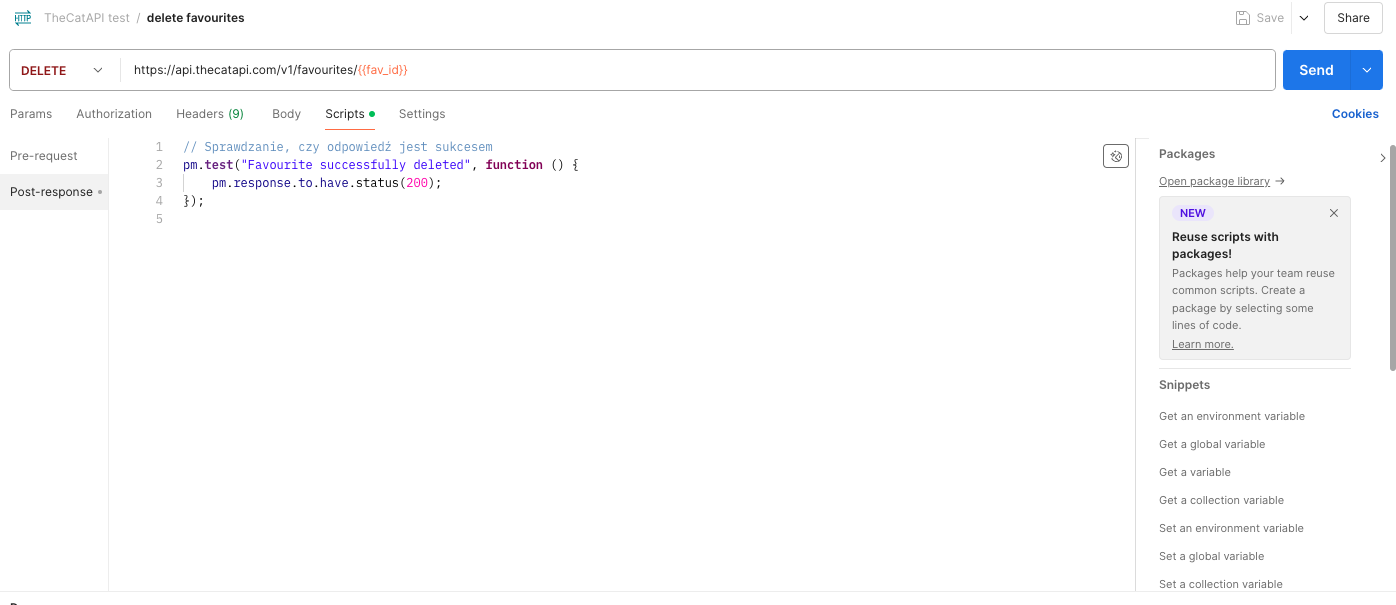 HTTP TheCatAPI test / delete favourites Save Share
DELETE https://api.thecatapi.com/v1/favourites/{{fav_id}} Send
Params Authorization Headers (9) Body Scripts Settings Cookies
Pre-request
Post-response
1 // Sprawdzanie, czy odpowiedź jest sukcesem
2 pm.test("Favourite successfully deleted", function () {
3 pm.response.to.have.status(200);
4 });
5
Packages
Open package library →
NEW
Reuse scripts with
packages!
Packages help your team reuse
common scripts. Create a
package by selecting some
lines of code.
Learn more.
Snippets
Get an environment variable
Get a global variable
Get a variable
Get a collection variable
Set an environment variable
Set a global variable
Set a collection variable